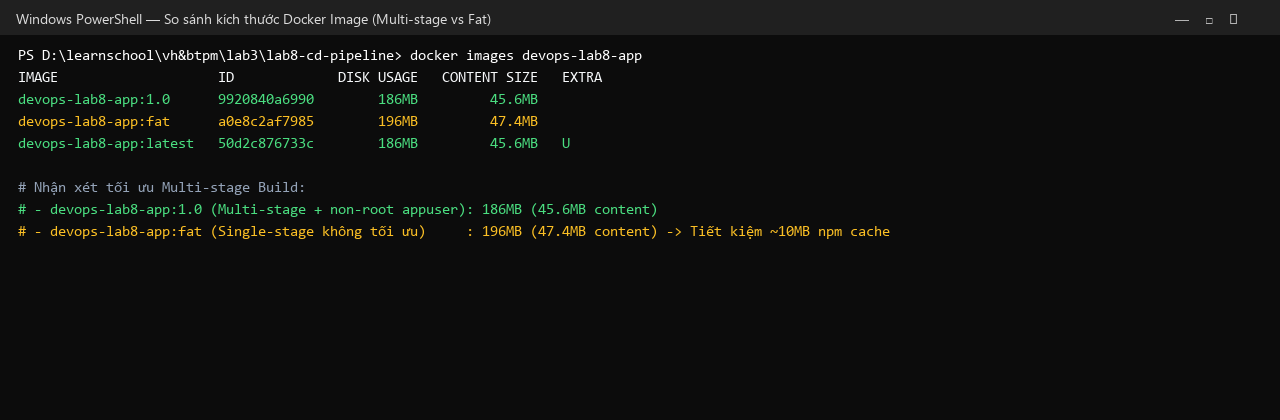 Windows PowerShell — So sánh kích thước Docker Image (Multi-stage vs Fat)
PS D:\learnschool\vh&btpm\lab3\lab8-cd-pipeline> docker images devops-lab8-app
IMAGE ID DISK USAGE CONTENT SIZE EXTRA
devops-lab8-app:1.0 9920840a6990 186MB 45.6MB
devops-lab8-app:fat a0e8c2af7985 196MB 47.4MB
devops-lab8-app:latest 50d2c876733c 186MB 45.6MB U
# Nhận xét tối ưu Multi-stage Build:
# - devops-lab8-app:1.0 (Multi-stage + non-root appuser): 186MB (45.6MB content)
# - devops-lab8-app:fat (Single-stage không tối ưu) : 196MB (47.4MB content) -> Tiết kiệm ~10MB npm cache